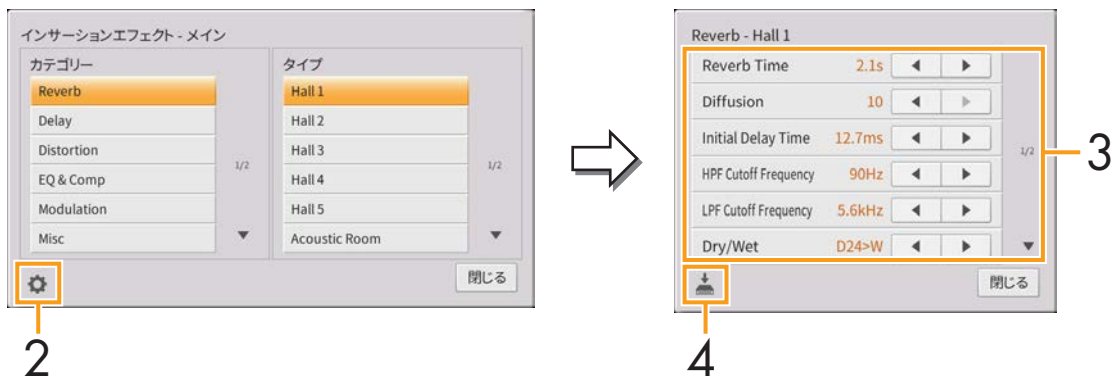 インサーションエフェクト - メイン
カテゴリー
Reverb
Delay
Distortion
EQ & Comp
Modulation
Misc
1/2
タイプ
Hall 1
Hall 2
Hall 3
Hall 4
Hall 5
Acoustic Room
1/2
閉じる
2
Reverb - Hall 1
Reverb Time 2.1s
Diffusion 10
Initial Delay Time 12.7ms
HPF Cutoff Frequency 90Hz
LPF Cutoff Frequency 5.6kHz
Dry/Wet D24>W
1/2
閉じる
3
4